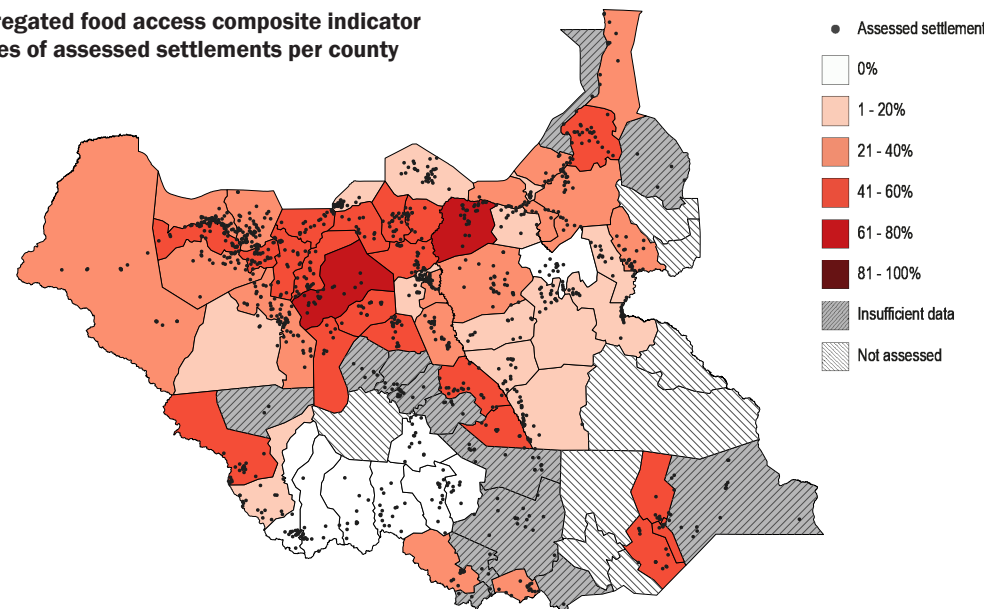 regated food access composite indicator
es of assessed settlements per county
Assessed settlement
0%
1 - 20%
21 - 40%
41 - 60%
61 - 80%
81 - 100%
Insufficient data
Not assessed